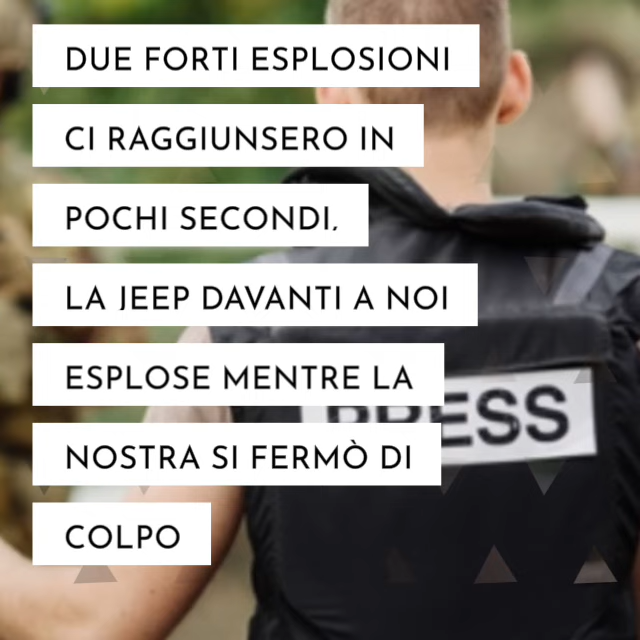 DUE FORTI ESPLOSIONI
CI RAGGIUNSERO IN
POCHI SECONDI,
LA JEEP DAVANTI A NOI
ESPLOSE MENTRE LA
PRESS
NOSTRA SI FERMÒ DI
COLPO